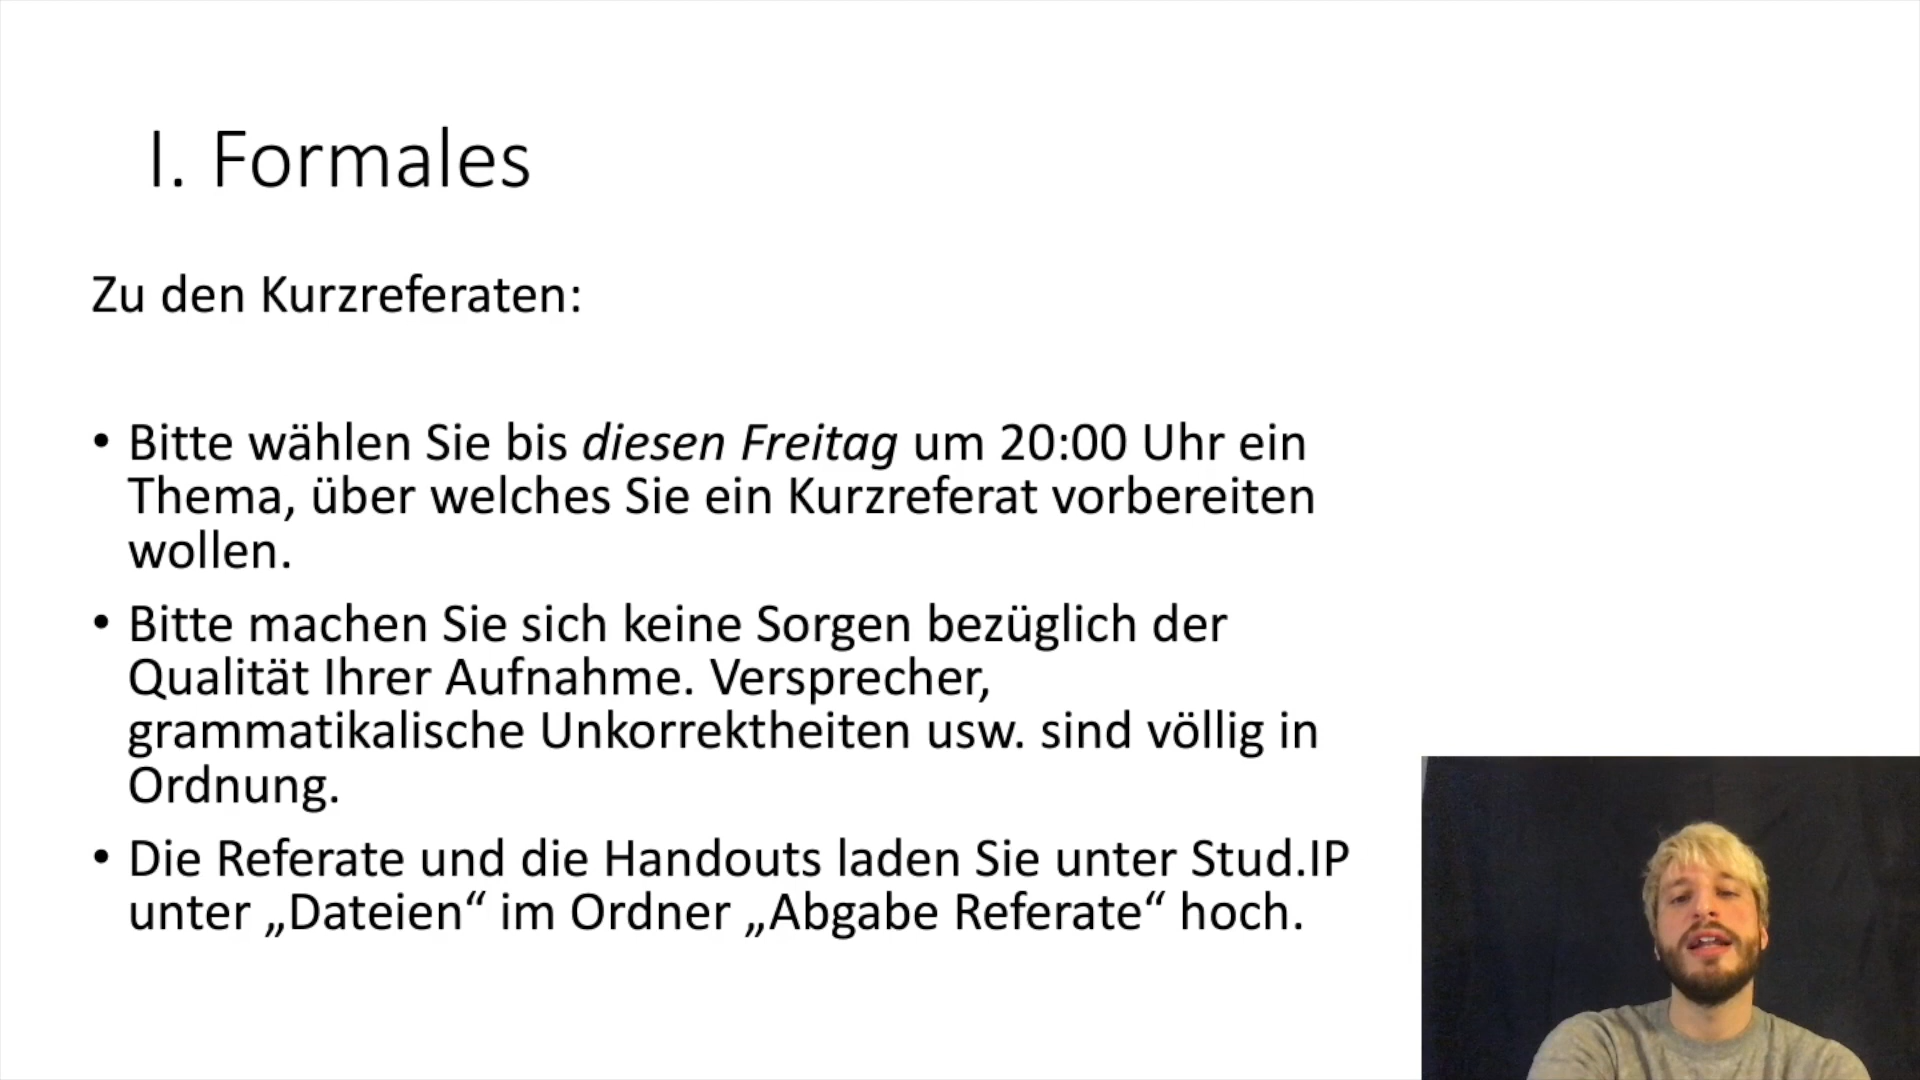 I. Formales
Zu den Kurzreferaten:
• Bitte wählen Sie bis diesen Freitag um 20:00 Uhr ein
Thema, über welches Sie ein Kurzreferat vorbereiten
wollen.
• Bitte machen Sie sich keine Sorgen bezüglich der
Qualität Ihrer Aufnahme. Versprecher,
grammatikalische Unkorrektheiten usw. sind völlig in
Ordnung.
• Die Referate und die Handouts laden Sie unter Stud.IP
unter „Dateien“ im Ordner „Abgabe Referate“ hoch.